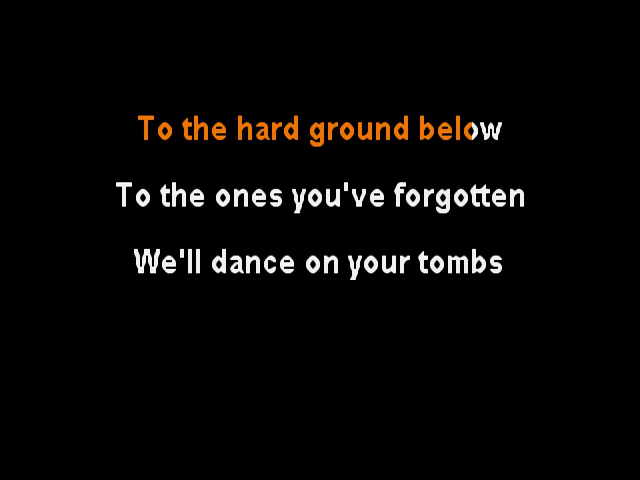 To the hard ground below
To the ones you've forgotten
We'll dance on your tombs